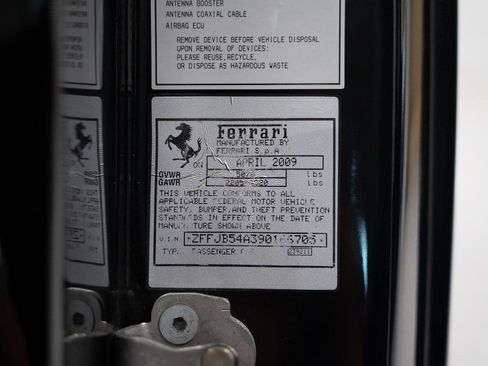 ANTENNA BOOSTER
ANTENNA COAXIAL CABLE
AIRBAG ECU
REMOVE DEVICE BEFORE VEHICLE DISPOSAL
UPON REMOVAL OF DEVICES:
PLEASE REUSE, RECYCLE,
OR DISPOSE AS HAZARDOUS WASTE
Ferrari
MANUFACTURED BY
FERRARI S.p.A
ON APRIL 2009
GVWR Lbs
GAWR Lbs
THIS VEHICLE CONFORMS TO ALL
APPLICABLE FEDERAL MOTOR VEHICLE
SAFETY, BUMPER, AND THEFT PREVENTION
STANDARDS IN EFFECT ON THE DATE OF
MANUFACTURE SHOWN ABOVE
V I N
TYPE: PASSENGER